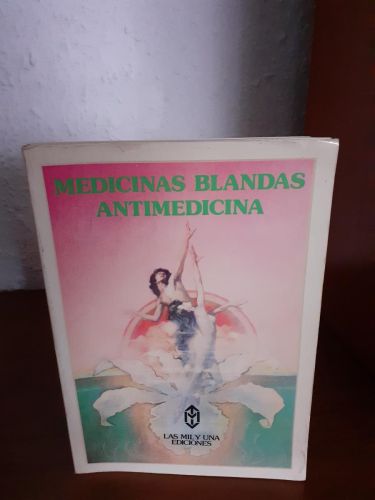 MEDICINAS BLANDAS
ANTIMEDICINA
LAS MIL Y UNA
EDICIONES